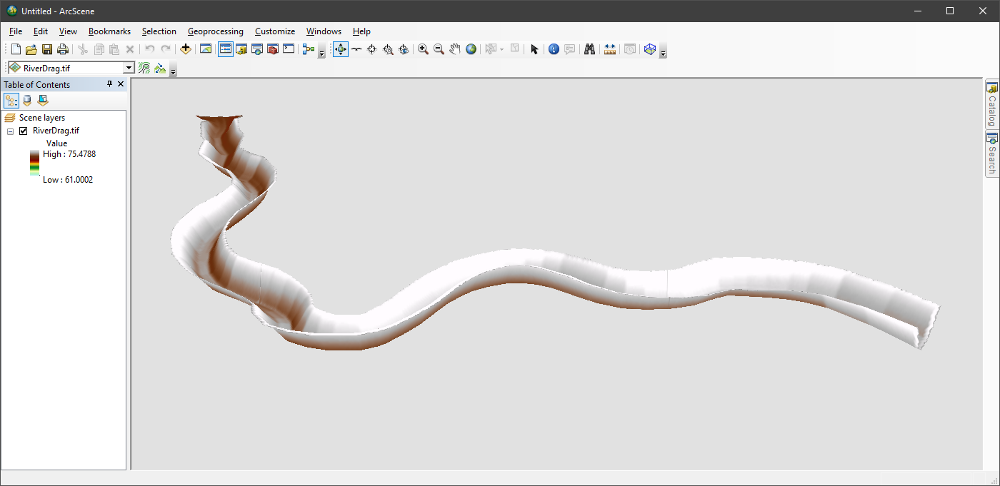 Untitled - ArcScene
File Edit View Bookmarks Selection Geoprocessing Customize Windows Help
RiverDrag.tif
Table of Contents
Scene layers
RiverDrag.tif
Value
High : 75.4788
Low : 61.0002
Catalog
Search